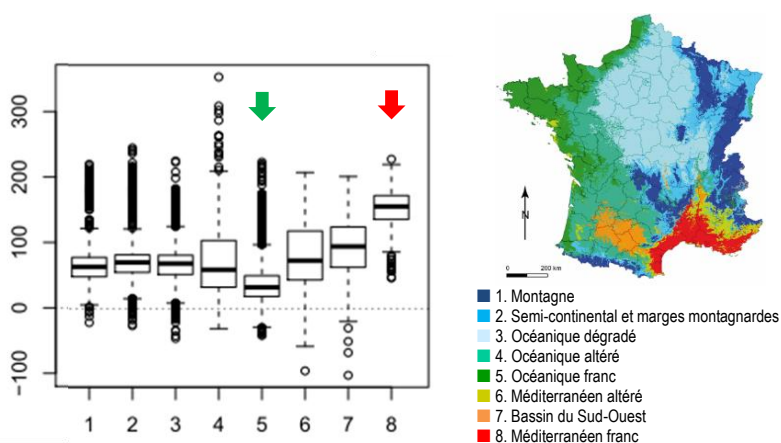 300
200
100
0
-100
1 2 3 4 5 6 7 8
N
0 200 km
1. Montagne
2. Semi-continental et marges montagnardes
3. Océanique dégradé
4. Océanique altéré
5. Océanique franc
6. Méditerranéen altéré
7. Bassin du Sud-Ouest
8. Méditerranéen franc